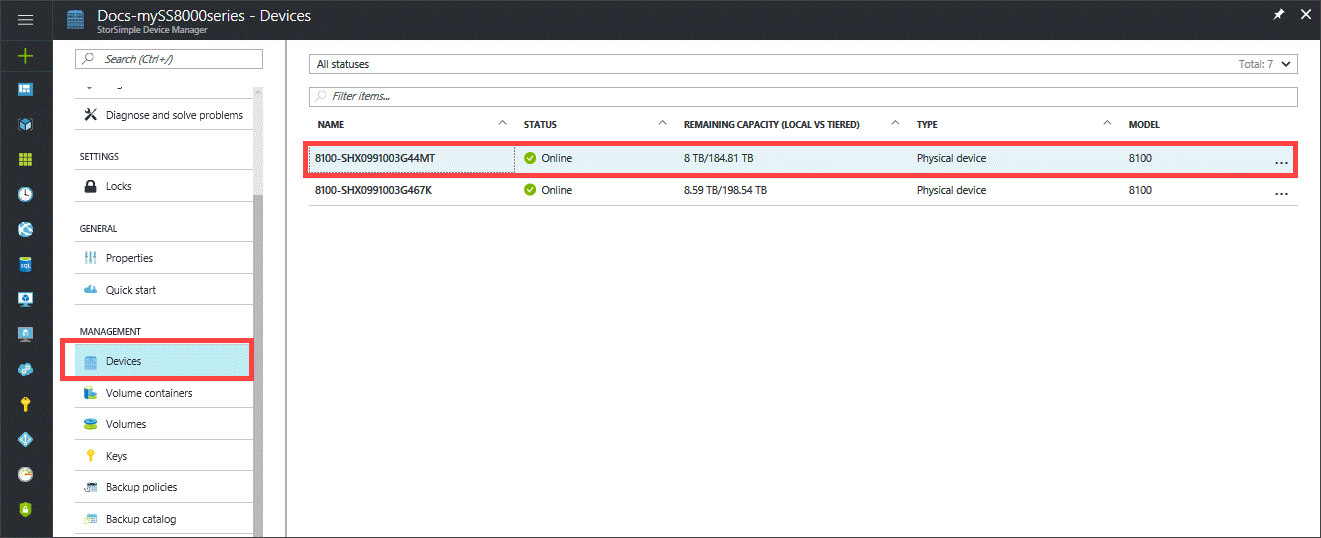 Docs-mySS8000series - Devices
StorSimple Device Manager
Search (Ctrl+/)
Diagnose and solve problems
SETTINGS
Locks
GENERAL
Properties
Quick start
MANAGEMENT
Devices
Volume containers
Volumes
Keys
Backup policies
Backup catalog
All statuses Total: 7
Filter items...
NAME STATUS REMAINING CAPACITY (LOCAL VS TIERED) TYPE MODEL
8100-SHX0991003G44MT Online 8 TB/184.81 TB Physical device 8100 ...
8100-SHX0991003G467K Online 8.59 TB/198.54 TB Physical device 8100 ...